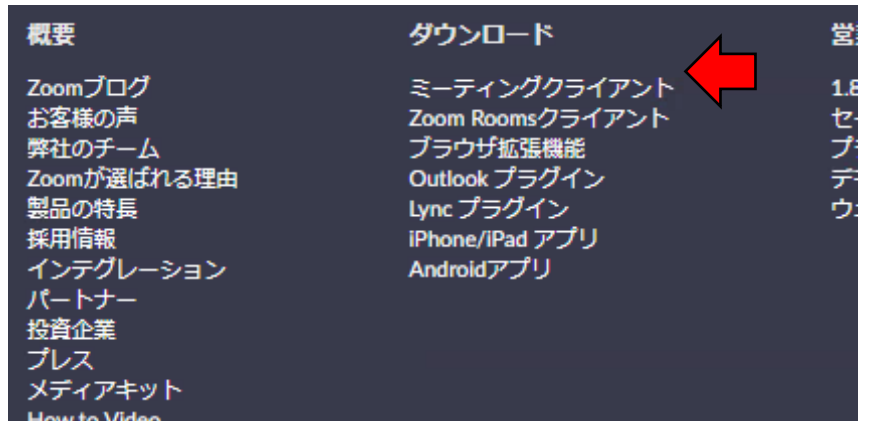 概要
Zoomブログ
お客様の声
弊社のチーム
Zoomが選ばれる理由
製品の特長
採用情報
インテグレーション
パートナー
投資企業
プレス
メディアキット
How to Video
ダウンロード
ミーティングクライアント
Zoom Roomsクライアント
ブラウザ拡張機能
Outlook プラグイン
Lync プラグイン
iPhone/iPad アプリ
Androidアプリ
1.8